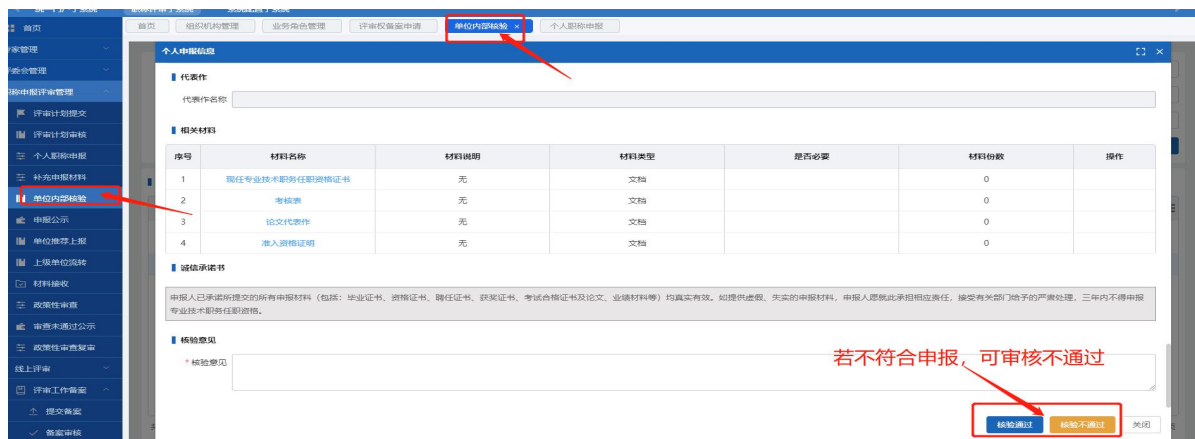 首页
组织机构管理
业务角色管理
评审权备案申请
单位内部核验 ×
个人职称申报
首页
职称申报评审管理
评审计划提交
评审计划审核
个人职称申报
补充申报材料
单位内部核验
申报公示
单位推荐上报
上级单位流转
材料接收
政策性审查
审查未通过公示
政策性审查复审
线上评审
评审工作备案
提交备案
备案审核
个人申报信息
代表作
代表作名称
相关材料
序号 材料名称 材料说明 材料类型 是否必要 材料份数 操作
1 现任专业技术职务任职资格证书 无 文档 0
2 考核表 无 文档 0
3 论文代表作 无 文档 0
4 准入资格证明 无 文档 0
诚信承诺书
申报人已承诺所提交的所有申报材料（包括：毕业证书、资格证书、聘任证书、获奖证书、考试合格证书及论文、业绩材料等）均真实有效。如提供虚假、失实的申报材料，申报人愿就此承担相应责任，接受有关部门给予的严肃处理，三年内不得申报
专业技术职务任职资格。
核验意见
* 核验意见
若不符合申报，可审核不通过
核验通过
核验不通过
关闭